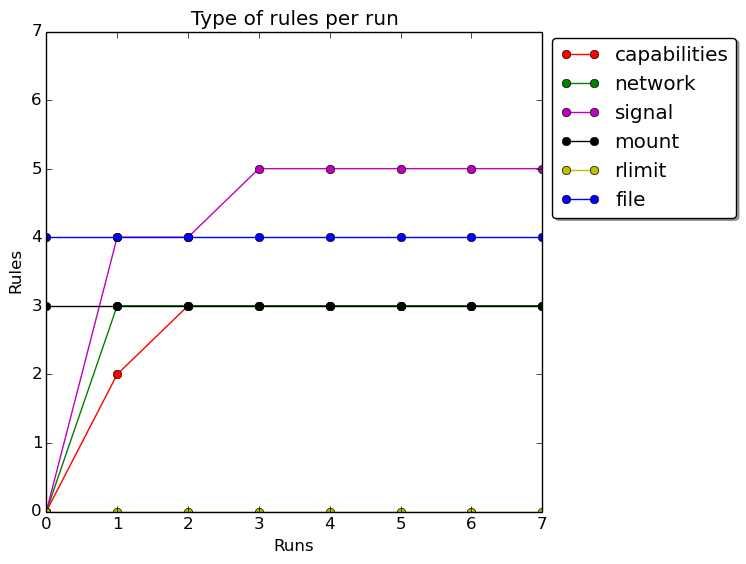 Type of rules per run
7
6
5
4
3
2
1
0
Rules
0 1 2 3 4 5 6 7
Runs
capabilities
network
signal
mount
rlimit
file